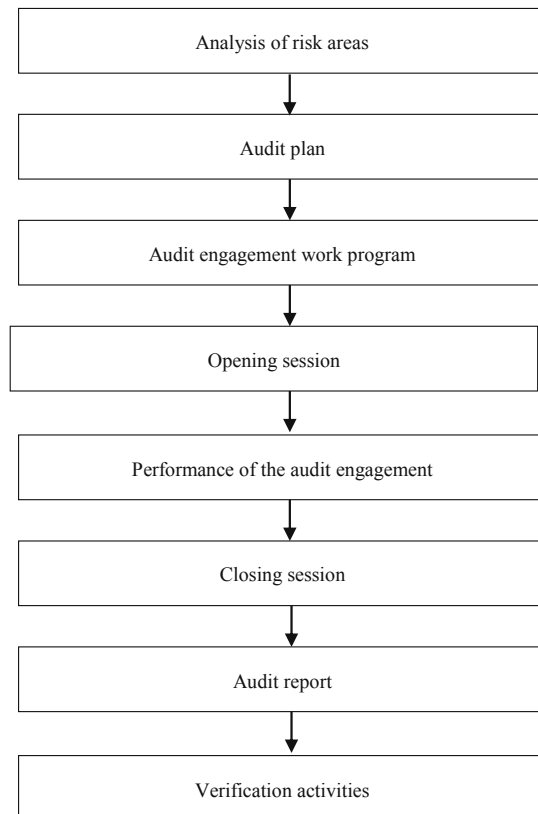 Analysis of risk areas
Audit plan
Audit engagement work program
Opening session
Performance of the audit engagement
Closing session
Audit report
Verification activities